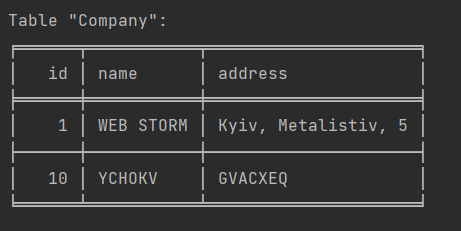 Table "Company":
id name address
1 WEB STORM Kyiv, Metalistiv, 5
10 YCHOKV GVACXEQ